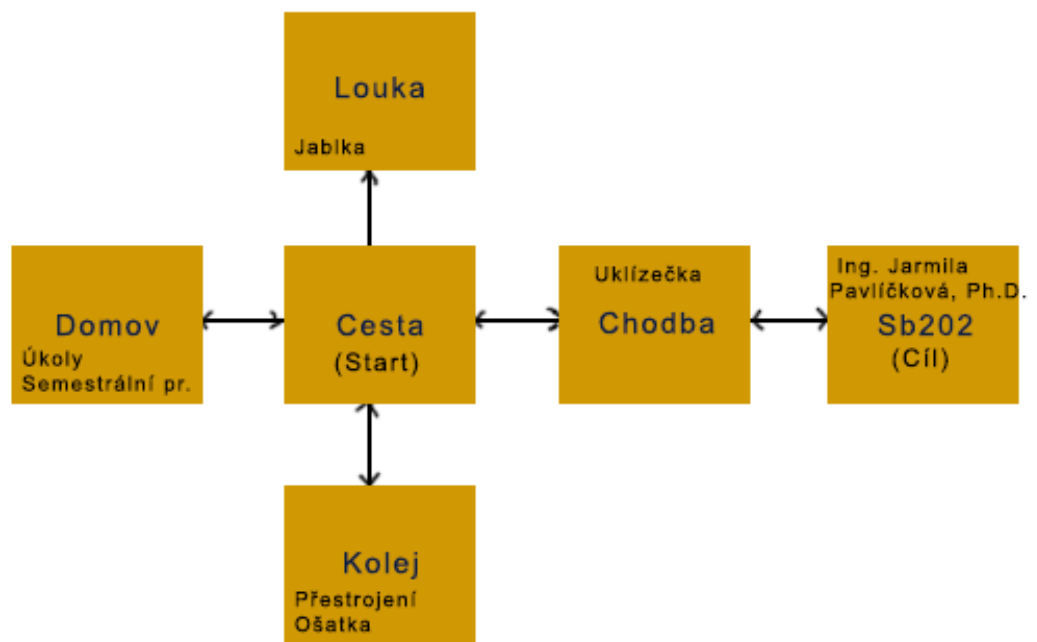 Louka
Jablka
Domov
Úkoly
Semestrální pr.
Cesta
(Start)
Uklízečka
Chodba
Ing. Jarmila
Pavlíčková, Ph.D.
Sb202
(Cíl)
Kolej
Přestrojení
Ošatka